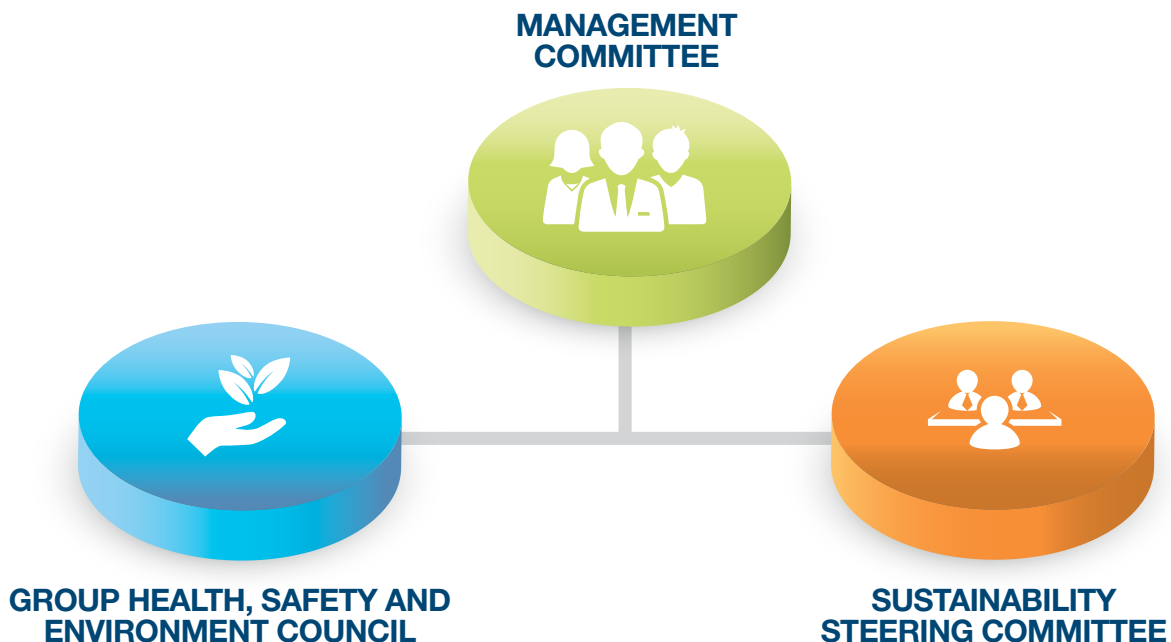 MANAGEMENT
COMMITTEE
GROUP HEALTH, SAFETY AND
ENVIRONMENT COUNCIL
SUSTAINABILITY
STEERING COMMITTEE